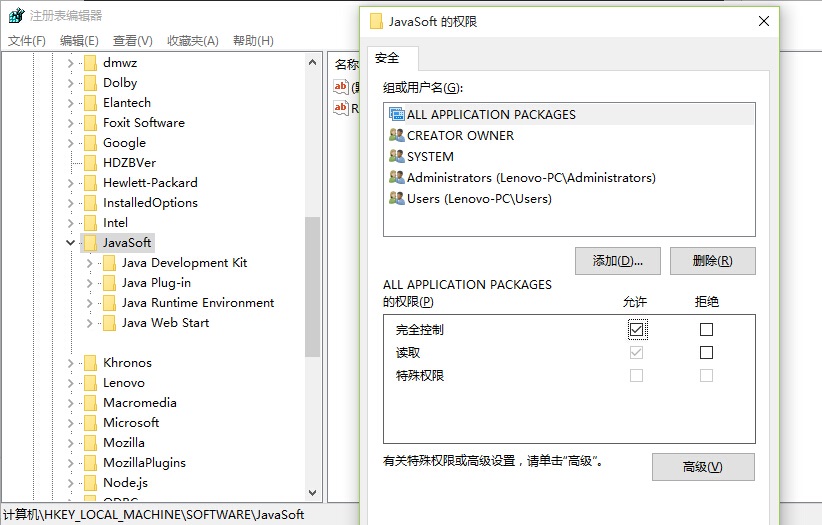 注册表编辑器
文件(F) 编辑(E) 查看(V) 收藏夹(A) 帮助(H)
dmwz
Dolby
Elantech
Foxit Software
Google
HDZBVer
Hewlett-Packard
InstalledOptions
Intel
JavaSoft
Java Development Kit
Java Plug-in
Java Runtime Environment
Java Web Start
Khronos
Lenovo
Macromedia
Microsoft
Mozilla
MozillaPlugins
Node.js
ODBC
名称
ab
ab R
计算机\HKEY_LOCAL_MACHINE\SOFTWARE\JavaSoft
JavaSoft 的权限
安全
组或用户名(G):
ALL APPLICATION PACKAGES
CREATOR OWNER
SYSTEM
Administrators (Lenovo-PC\Administrators)
Users (Lenovo-PC\Users)
添加(D)... 删除(R)
ALL APPLICATION PACKAGES
的权限(P) 允许 拒绝
完全控制
读取
特殊权限
有关特殊权限或高级设置，请单击“高级”。
高级(V)